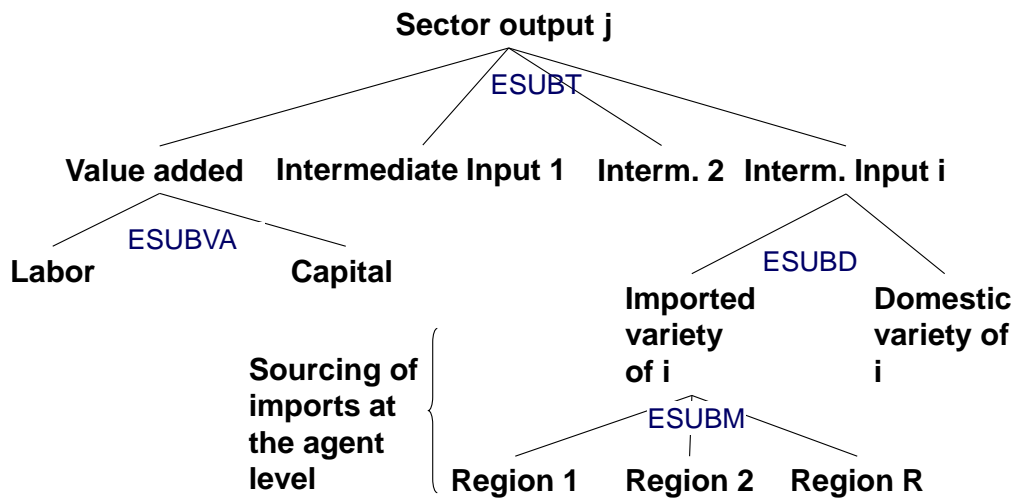 Sector output j
ESUBT
Value added
Intermediate Input 1
Interm. 2
Interm. Input i
ESUBVA
ESUBD
Labor
Capital
Imported
variety
of i
Domestic
variety of
i
Sourcing of
imports at
the agent
level
ESUBM
Region 1
Region 2
Region R